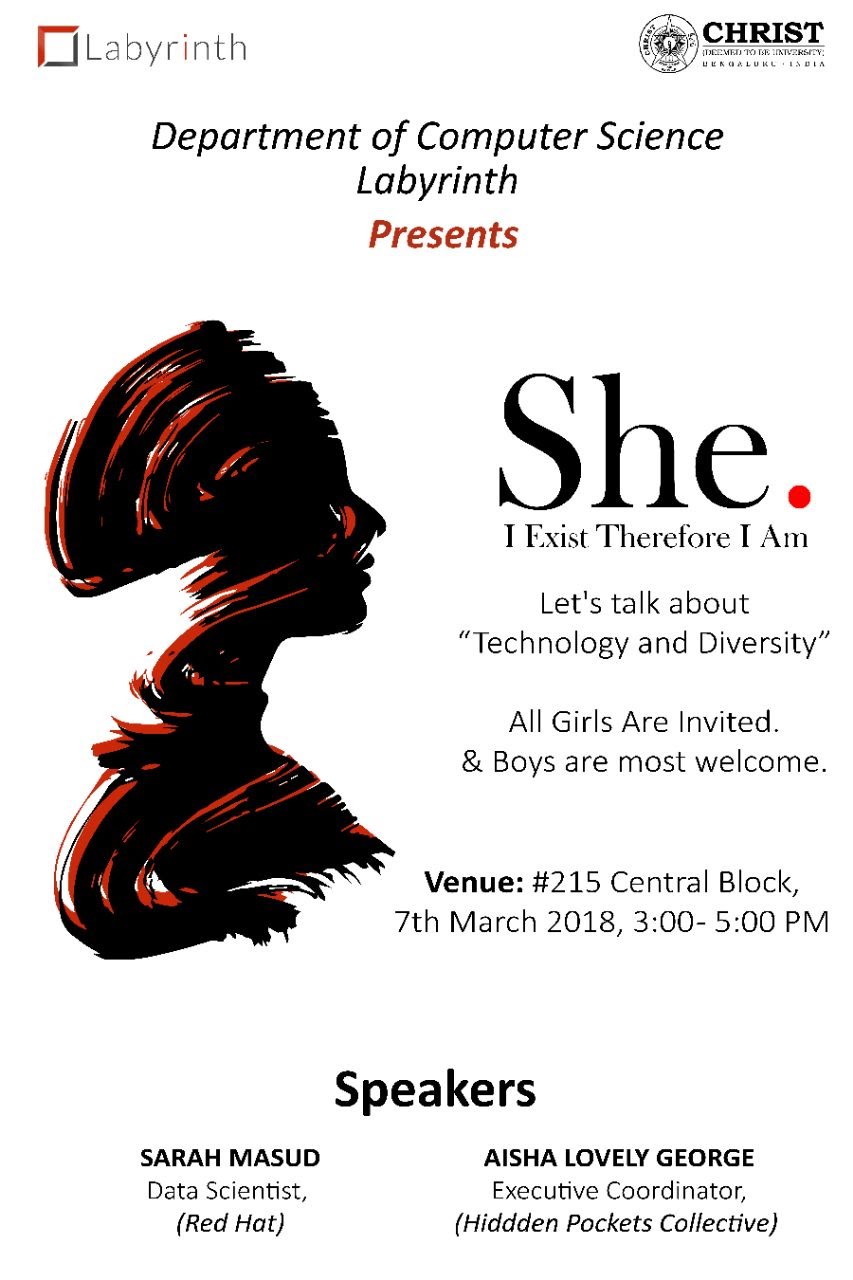 Labyrinth
CHRIST
(DEEMED TO BE UNIVERSITY)
BENGALURU · INDIA
Department of Computer Science
Labyrinth
Presents
She.
I Exist Therefore I Am
Let's talk about
“Technology and Diversity”
All Girls Are Invited.
& Boys are most welcome.
Venue: #215 Central Block,
7th March 2018, 3:00- 5:00 PM
Speakers
SARAH MASUD
Data Scientist,
(Red Hat)
AISHA LOVELY GEORGE
Executive Coordinator,
(Hiddden Pockets Collective)